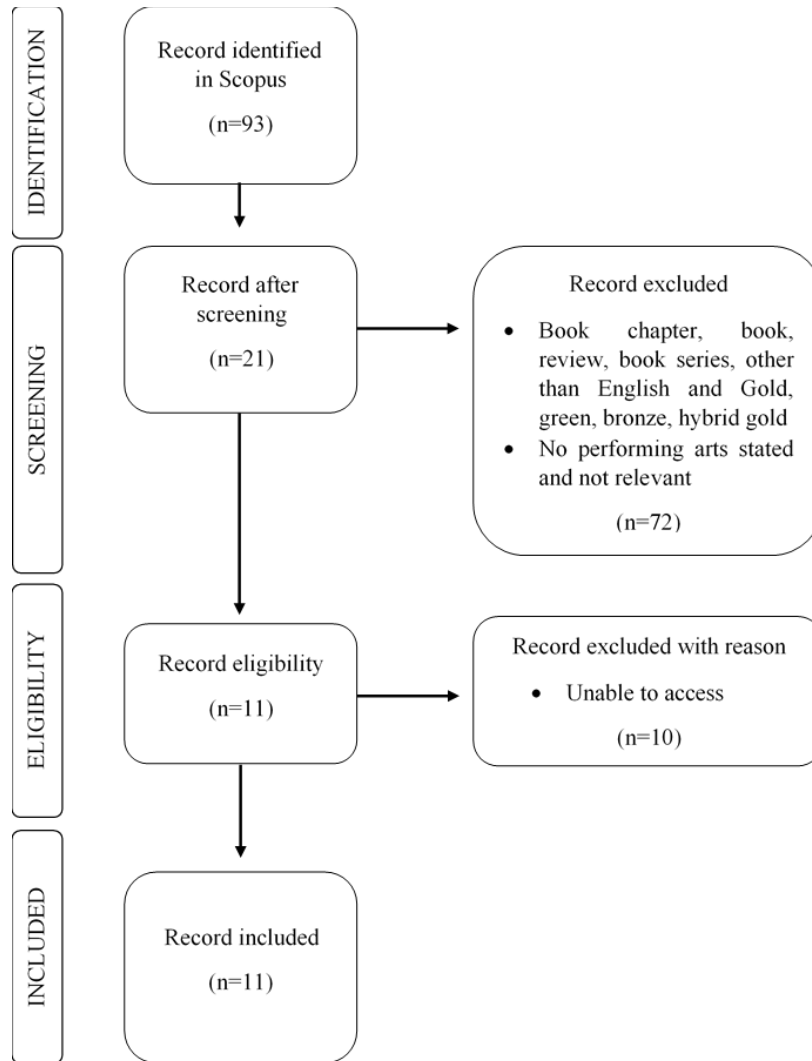 IDENTIFICATION
Record identified
in Scopus
(n=93)
SCREENING
Record after
screening
(n=21)
Record excluded
• Book chapter, book,
review, book series, other
than English and Gold,
green, bronze, hybrid gold
• No performing arts stated
and not relevant
(n=72)
ELIGIBILITY
Record eligibility
(n=11)
Record excluded with reason
• Unable to access
(n=10)
INCLUDED
Record included
(n=11)